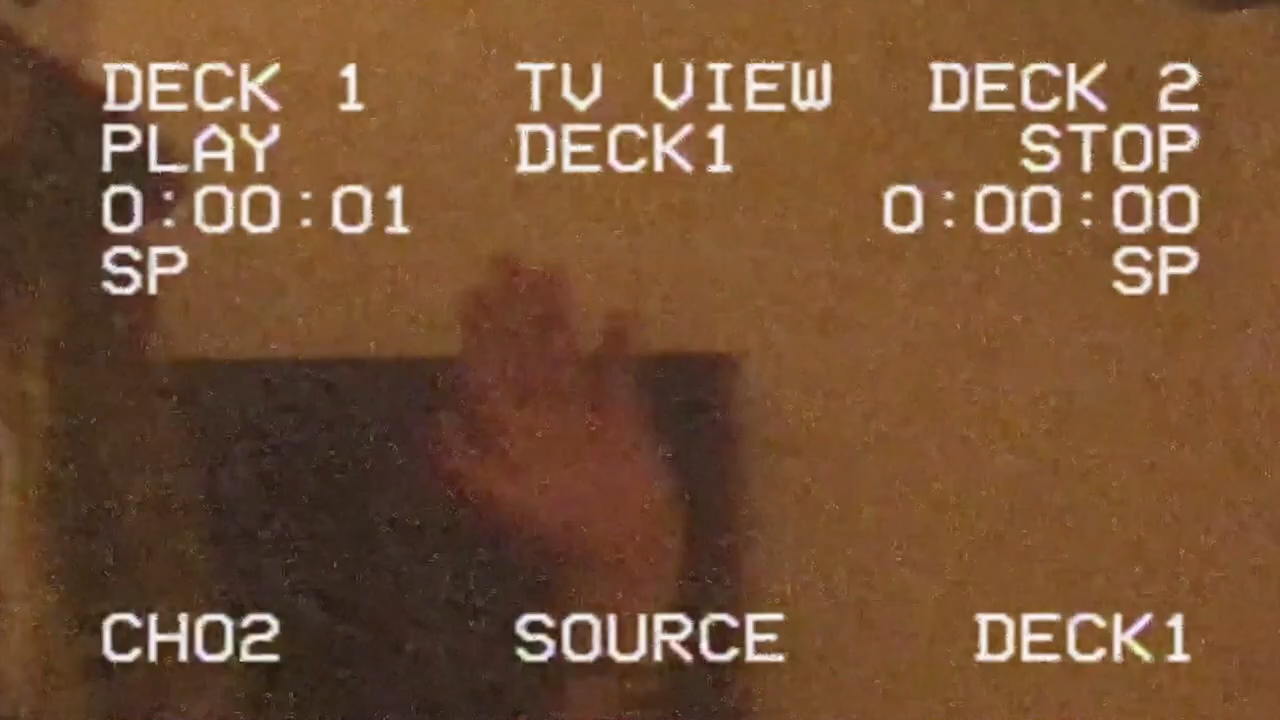 DECK 1 TV VIEW DECK 2
PLAY DECK1 STOP
0:00:01 0:00:00
SP SP
CH02 SOURCE DECK1